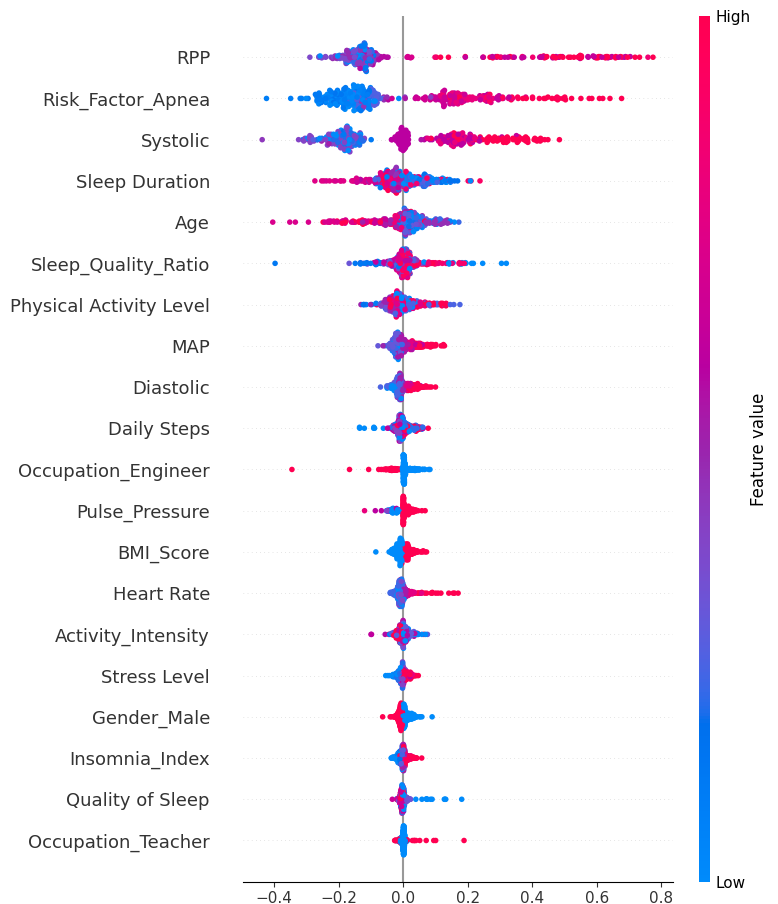 High
RPP
Risk_Factor_Apnea
Systolic
Sleep Duration
Age
Sleep_Quality_Ratio
Physical Activity Level
MAP
Diastolic
Daily Steps
Feature value
Occupation_Engineer
Pulse_Pressure
BMI_Score
Heart Rate
Activity_Intensity
Stress Level
Gender_Male
Insomnia_Index
Quality of Sleep
Occupation_Teacher
Low
−0.4 −0.2 0.0 0.2 0.4 0.6 0.8